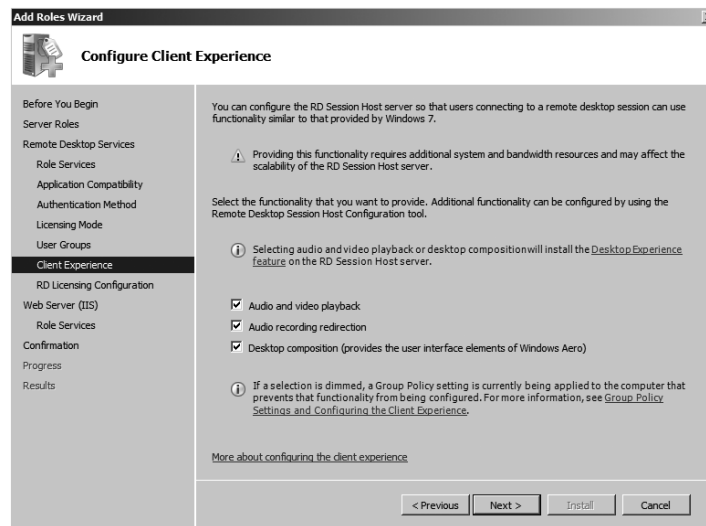 Add Roles Wizard
Configure Client Experience
Before You Begin
Server Roles
Remote Desktop Services
Role Services
Application Compatibility
Authentication Method
Licensing Mode
User Groups
Client Experience
RD Licensing Configuration
Web Server (IIS)
Role Services
Confirmation
Progress
Results
You can configure the RD Session Host server so that users connecting to a remote desktop session can use
functionality similar to that provided by Windows 7.
Providing this functionality requires additional system and bandwidth resources and may affect the
scalability of the RD Session Host server.
Select the functionality that you want to provide. Additional functionality can be configured by using the
Remote Desktop Session Host Configuration tool.
Selecting audio and video playback or desktop composition will install the Desktop Experience
feature on the RD Session Host server.
Audio and video playback
Audio recording redirection
Desktop composition (provides the user interface elements of Windows Aero)
If a selection is dimmed, a Group Policy setting is currently being applied to the computer that
prevents that functionality from being configured. For more information, see Group Policy
Settings and Configuring the Client Experience.
More about configuring the client experience
< Previous
Next >
Install
Cancel